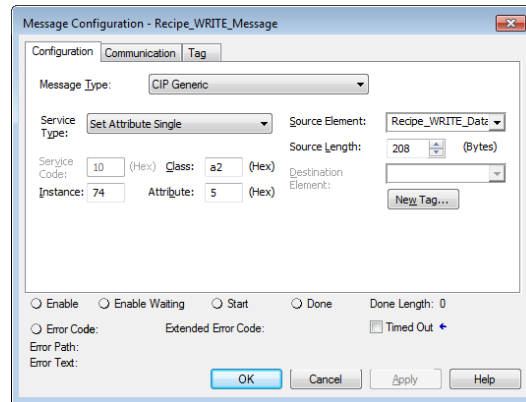 Message Configuration - Recipe_WRITE_Message
Configuration Communication Tag
Message Type: CIP Generic
Service Type: Set Attribute Single
Source Element: Recipe_WRITE_Data
Source Length: 208 (Bytes)
Service Code: 10 (Hex) Class: a2 (Hex)
Destination Element:
Instance: 74 Attribute: 5 (Hex)
New Tag...
Enable Enable Waiting Start Done Done Length: 0
Error Code: Extended Error Code: Timed Out
Error Path:
Error Text:
OK Cancel Apply Help